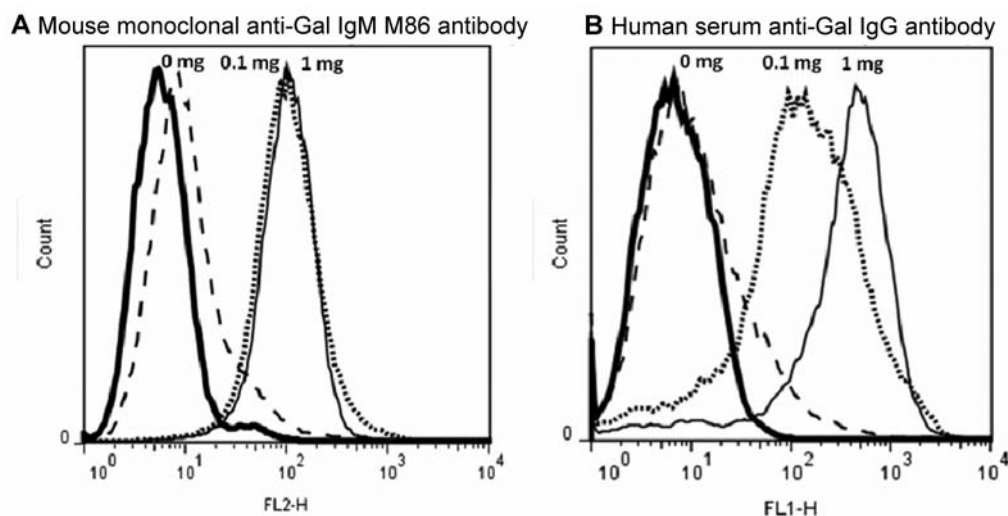 A Mouse monoclonal anti-Gal IgM M86 antibody
0 mg 0.1 mg 1 mg
Count
0
10^0 10^1 10^2 10^3 10^4
FL2-H
B Human serum anti-Gal IgG antibody
0 mg 0.1 mg 1 mg
Count
0
10^0 10^1 10^2 10^3 10^4
FL1-H